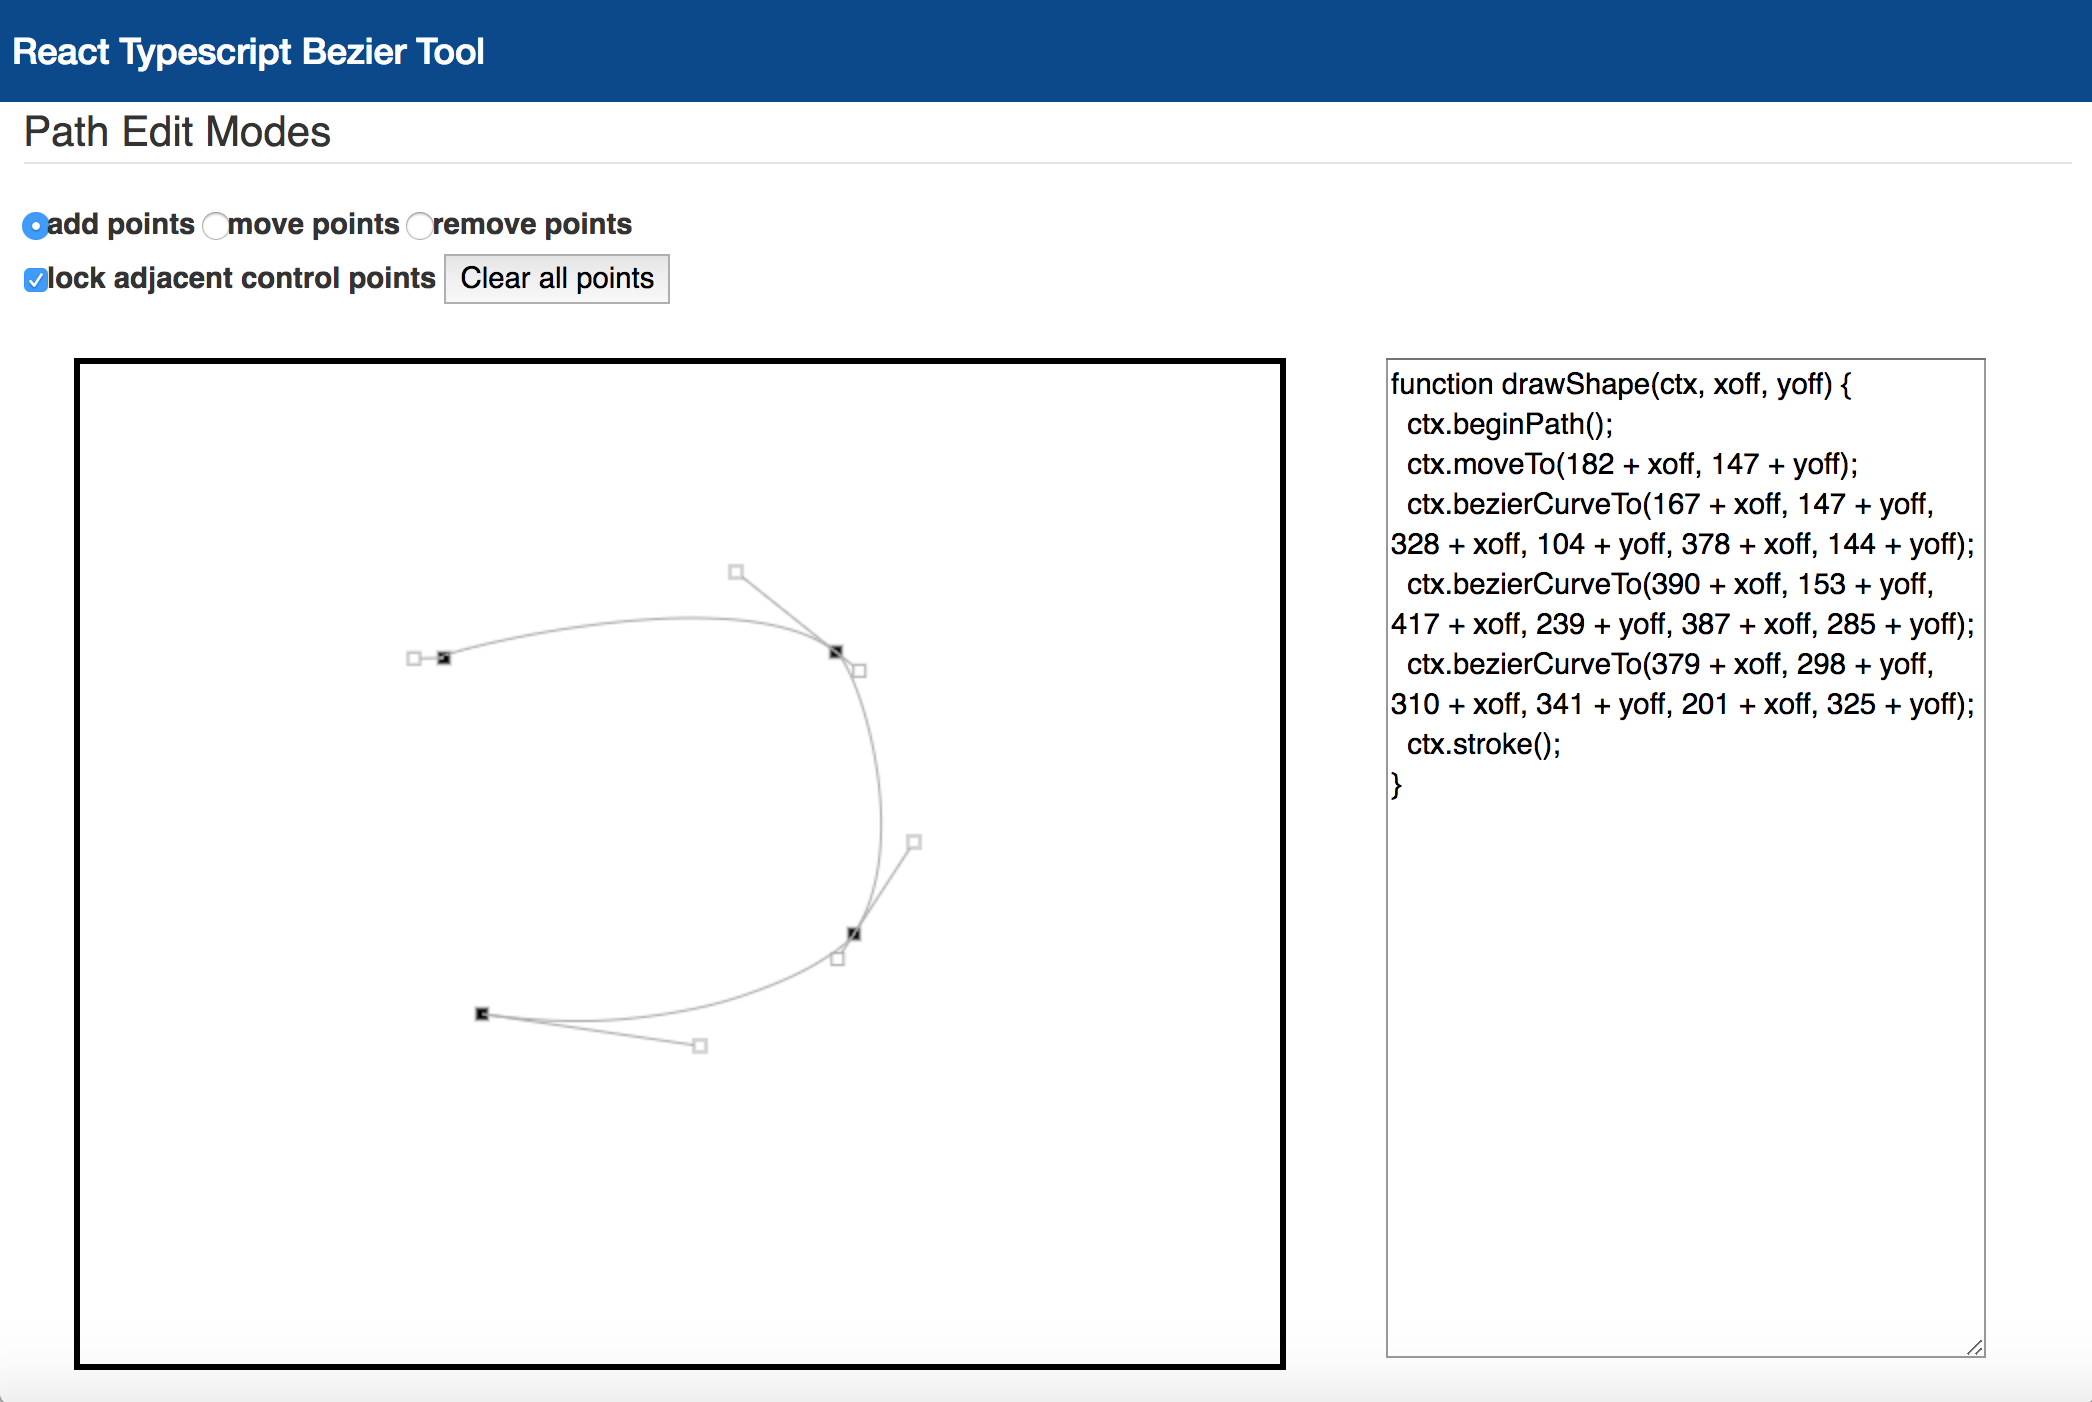 React Typescript Bezier Tool
Path Edit Modes
add points move points remove points
lock adjacent control points Clear all points
function drawShape(ctx, xoff, yoff) {
ctx.beginPath();
ctx.moveTo(182 + xoff, 147 + yoff);
ctx.bezierCurveTo(167 + xoff, 147 + yoff,
328 + xoff, 104 + yoff, 378 + xoff, 144 + yoff);
ctx.bezierCurveTo(390 + xoff, 153 + yoff,
417 + xoff, 239 + yoff, 387 + xoff, 285 + yoff);
ctx.bezierCurveTo(379 + xoff, 298 + yoff,
310 + xoff, 341 + yoff, 201 + xoff, 325 + yoff);
ctx.stroke();
}